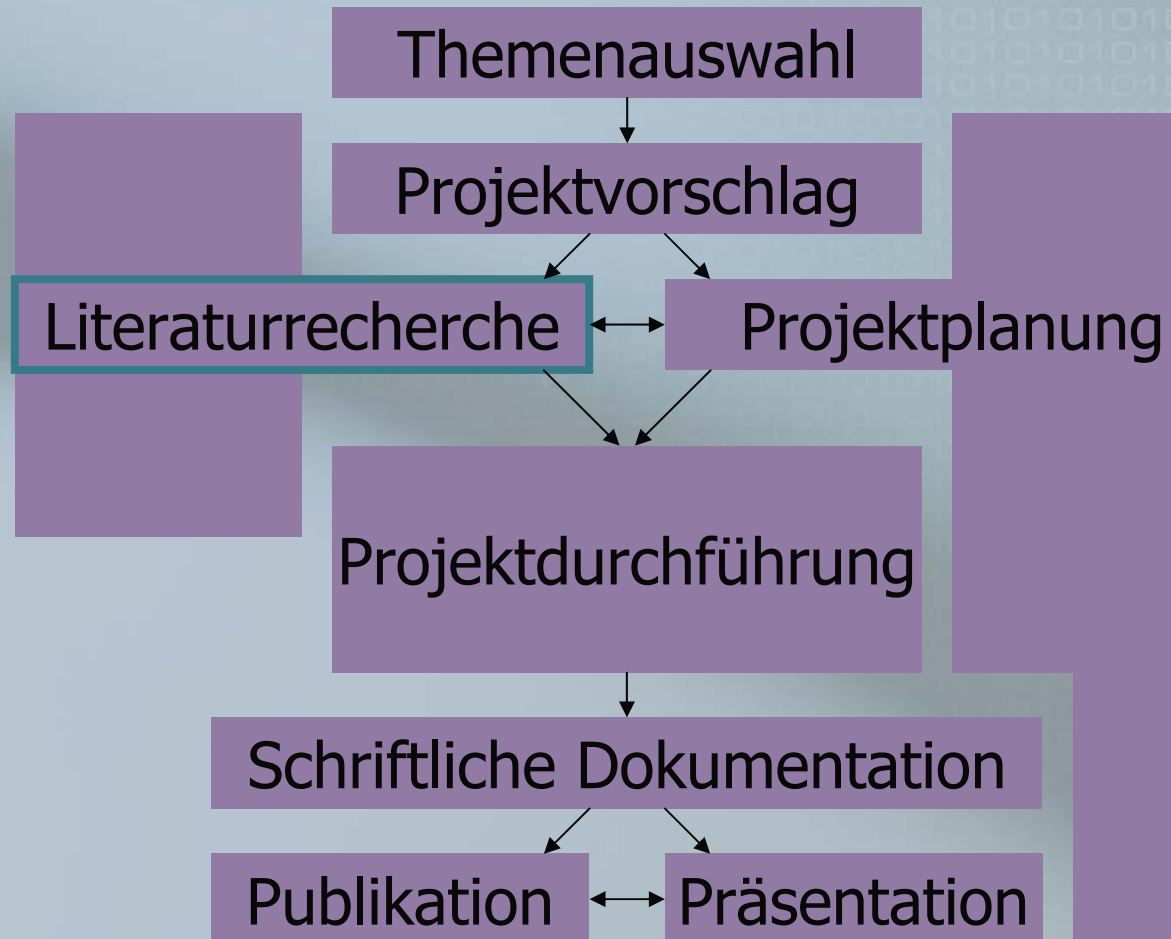 Themenauswahl
Projektvorschlag
Literaturrecherche
Projektplanung
Projektdurchführung
Schriftliche Dokumentation
Publikation
Präsentation